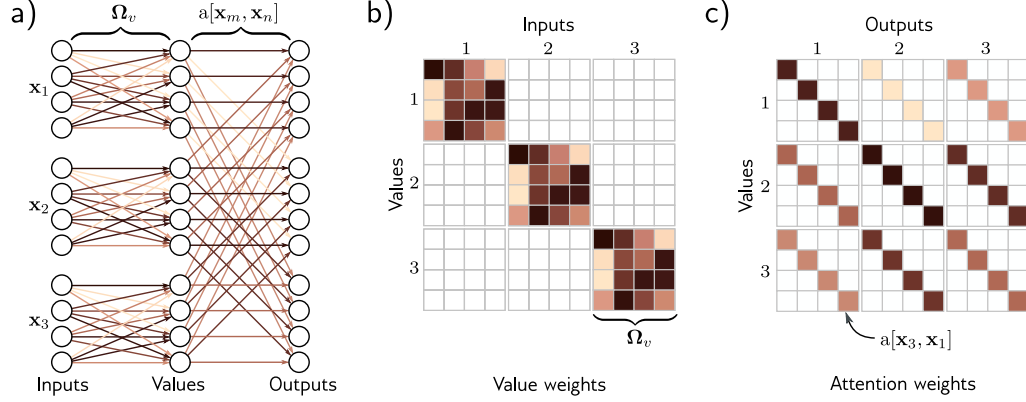 a)
Ω_v
a[x_m, x_n]
x_1
x_2
x_3
Inputs
Values
Outputs
b)
Inputs
1 2 3
Values
1
2
3
Ω_v
Value weights
c)
Outputs
1 2 3
Values
1
2
3
a[x_3, x_1]
Attention weights